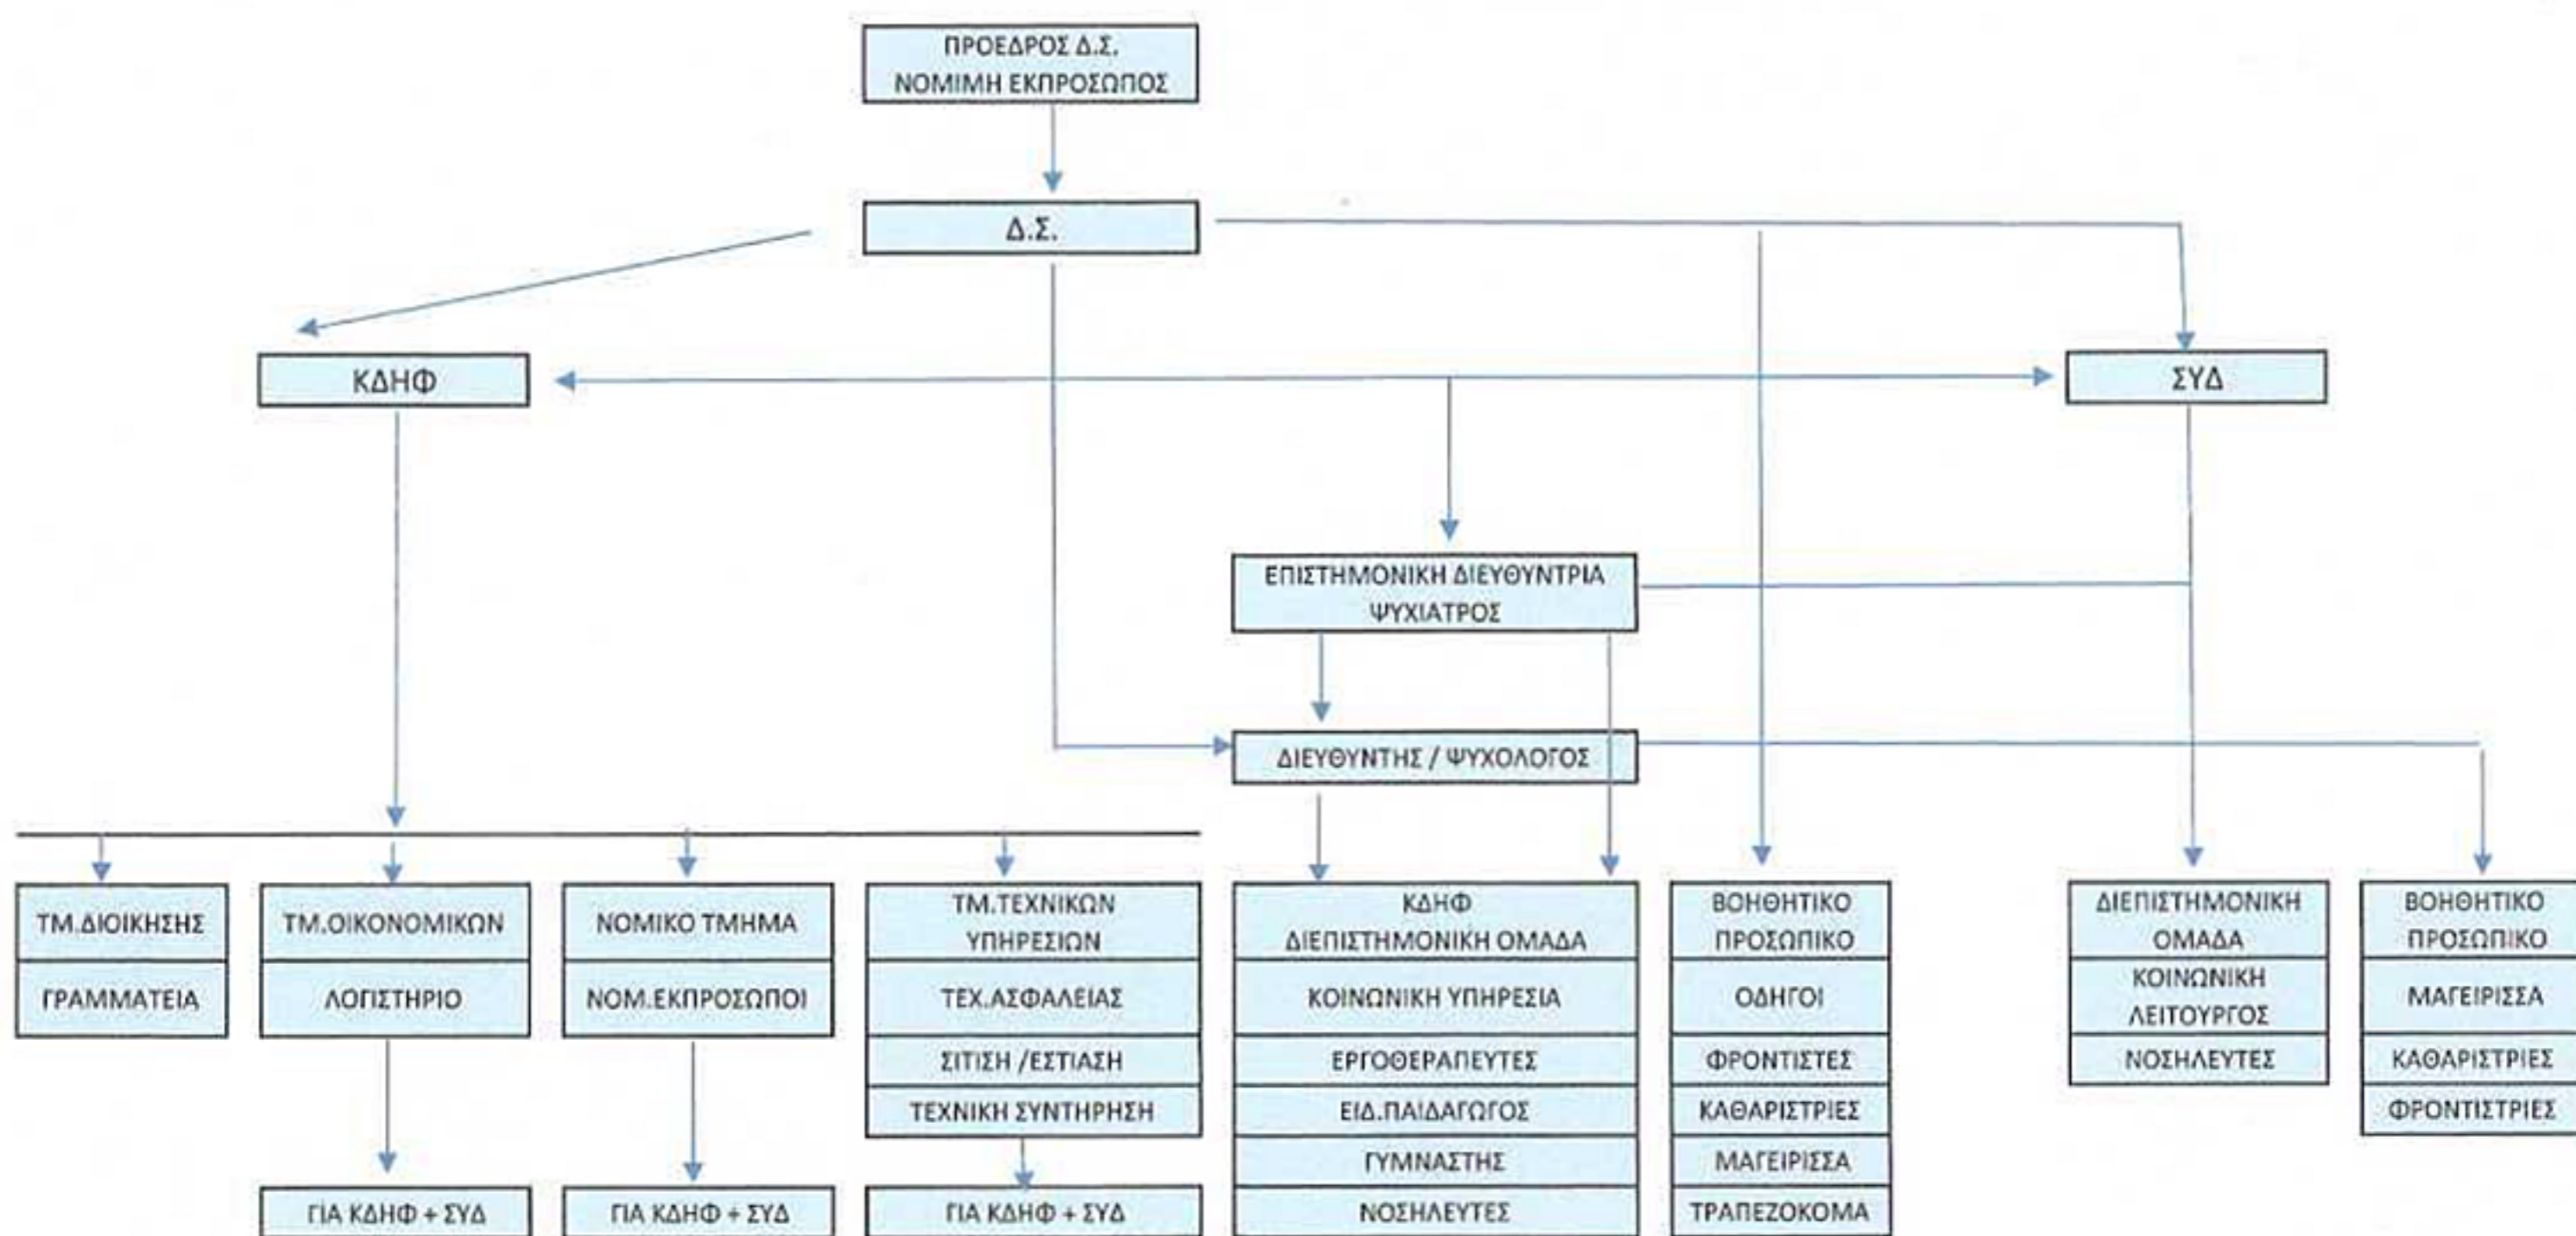 ΠΡΟΕΔΡΟΣ Δ.Σ.
ΝΟΜΙΜΗ ΕΚΠΡΟΣΩΠΟΣ
Δ.Σ.
ΚΔΗΦ
ΣΥΔ
ΕΠΙΣΤΗΜΟΝΙΚΗ ΔΙΕΥΘΥΝΤΡΙΑ
ΨΥΧΙΑΤΡΟΣ
ΔΙΕΥΘΥΝΤΗΣ / ΨΥΧΟΛΟΓΟΣ
ΤΜ.ΔΙΟΙΚΗΣΗΣ
ΓΡΑΜΜΑΤΕΙΑ
ΤΜ.ΟΙΚΟΝΟΜΙΚΩΝ
ΛΟΓΙΣΤΗΡΙΟ
ΓΙΑ ΚΔΗΦ + ΣΥΔ
ΝΟΜΙΚΟ ΤΜΗΜΑ
ΝΟΜ.ΕΚΠΡΟΣΩΠΟΙ
ΓΙΑ ΚΔΗΦ + ΣΥΔ
ΤΜ.ΤΕΧΝΙΚΩΝ
ΥΠΗΡΕΣΙΩΝ
ΤΕΧ.ΑΣΦΑΛΕΙΑΣ
ΣΙΤΙΣΗ /ΕΣΤΙΑΣΗ
ΤΕΧΝΙΚΗ ΣΥΝΤΗΡΗΣΗ
ΓΙΑ ΚΔΗΦ + ΣΥΔ
ΚΔΗΦ
ΔΙΕΠΙΣΤΗΜΟΝΙΚΗ ΟΜΑΔΑ
ΚΟΙΝΩΝΙΚΗ ΥΠΗΡΕΣΙΑ
ΕΡΓΟΘΕΡΑΠΕΥΤΕΣ
ΕΙΔ.ΠΑΙΔΑΓΩΓΟΣ
ΓΥΜΝΑΣΤΗΣ
ΝΟΣΗΛΕΥΤΕΣ
ΒΟΗΘΗΤΙΚΟ
ΠΡΟΣΩΠΙΚΟ
ΟΔΗΓΟΙ
ΦΡΟΝΤΙΣΤΕΣ
ΚΑΘΑΡΙΣΤΡΙΕΣ
ΜΑΓΕΙΡΙΣΣΑ
ΤΡΑΠΕΖΟΚΟΜΑ
ΔΙΕΠΙΣΤΗΜΟΝΙΚΗ
ΟΜΑΔΑ
ΚΟΙΝΩΝΙΚΗ
ΛΕΙΤΟΥΡΓΟΣ
ΝΟΣΗΛΕΥΤΕΣ
ΒΟΗΘΗΤΙΚΟ
ΠΡΟΣΩΠΙΚΟ
ΜΑΓΕΙΡΙΣΣΑ
ΚΑΘΑΡΙΣΤΡΙΕΣ
ΦΡΟΝΤΙΣΤΡΙΕΣ